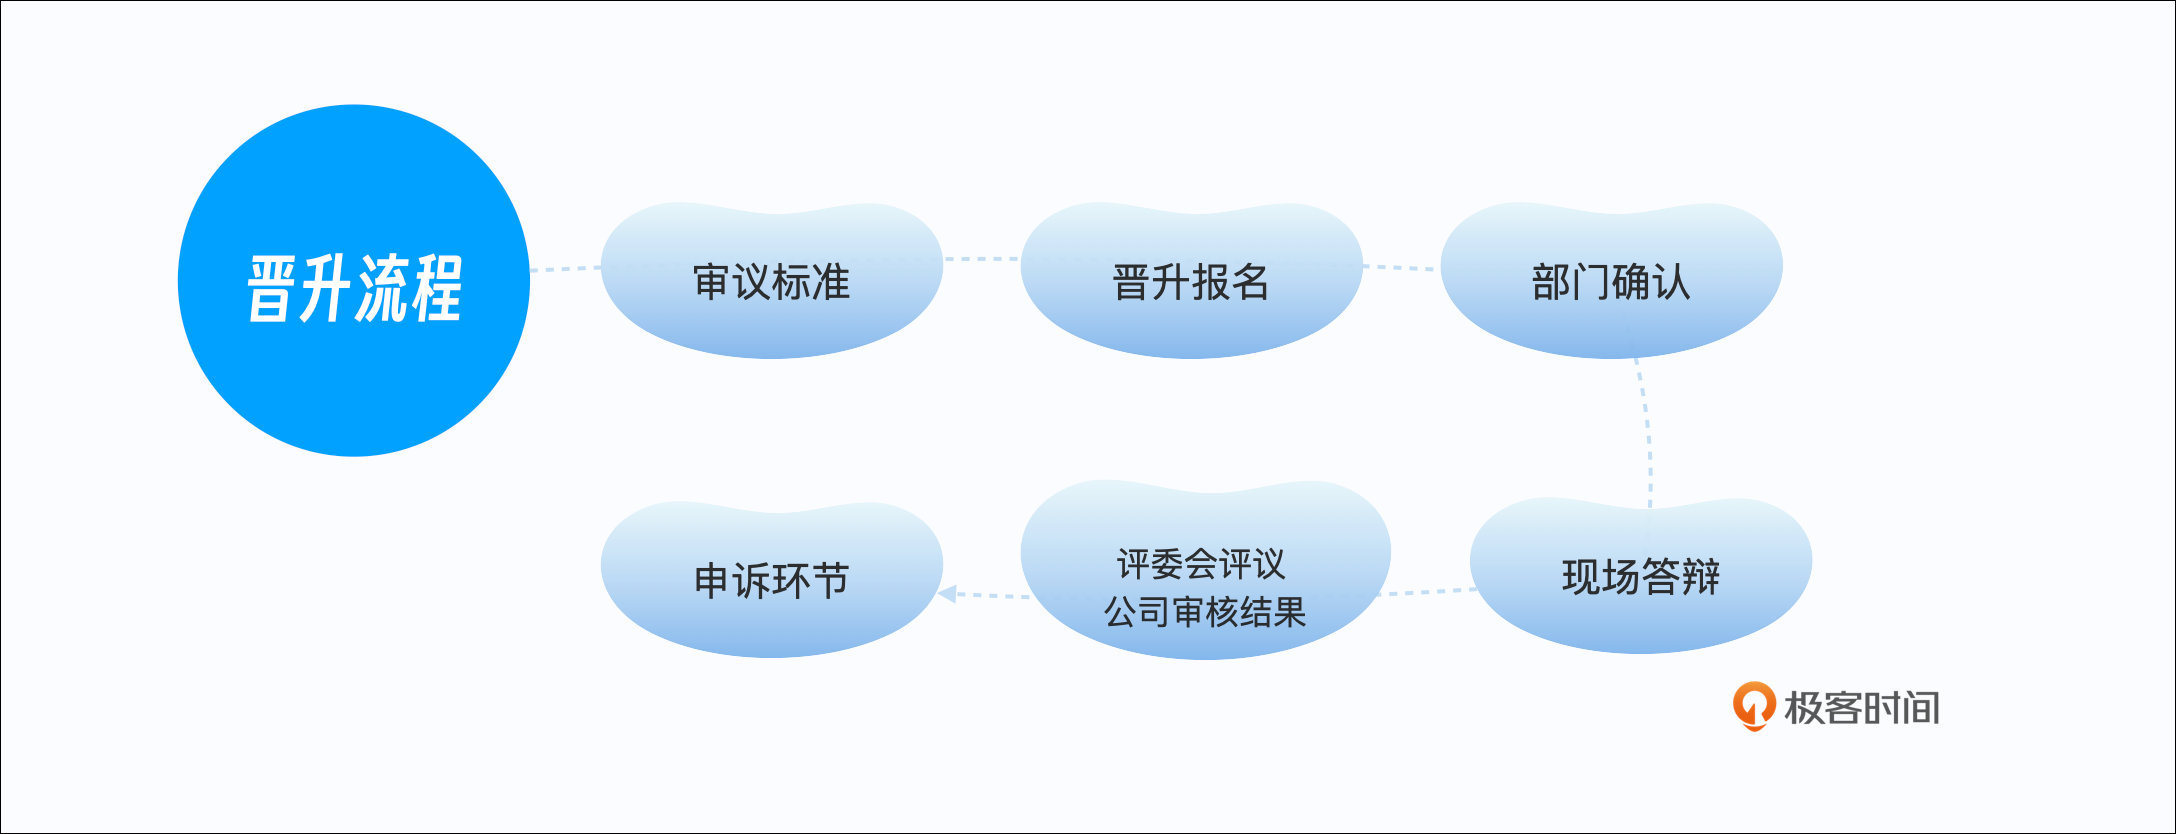 晋升流程
审议标准
晋升报名
部门确认
现场答辩
评委会评议
公司审核结果
申诉环节
极客时间